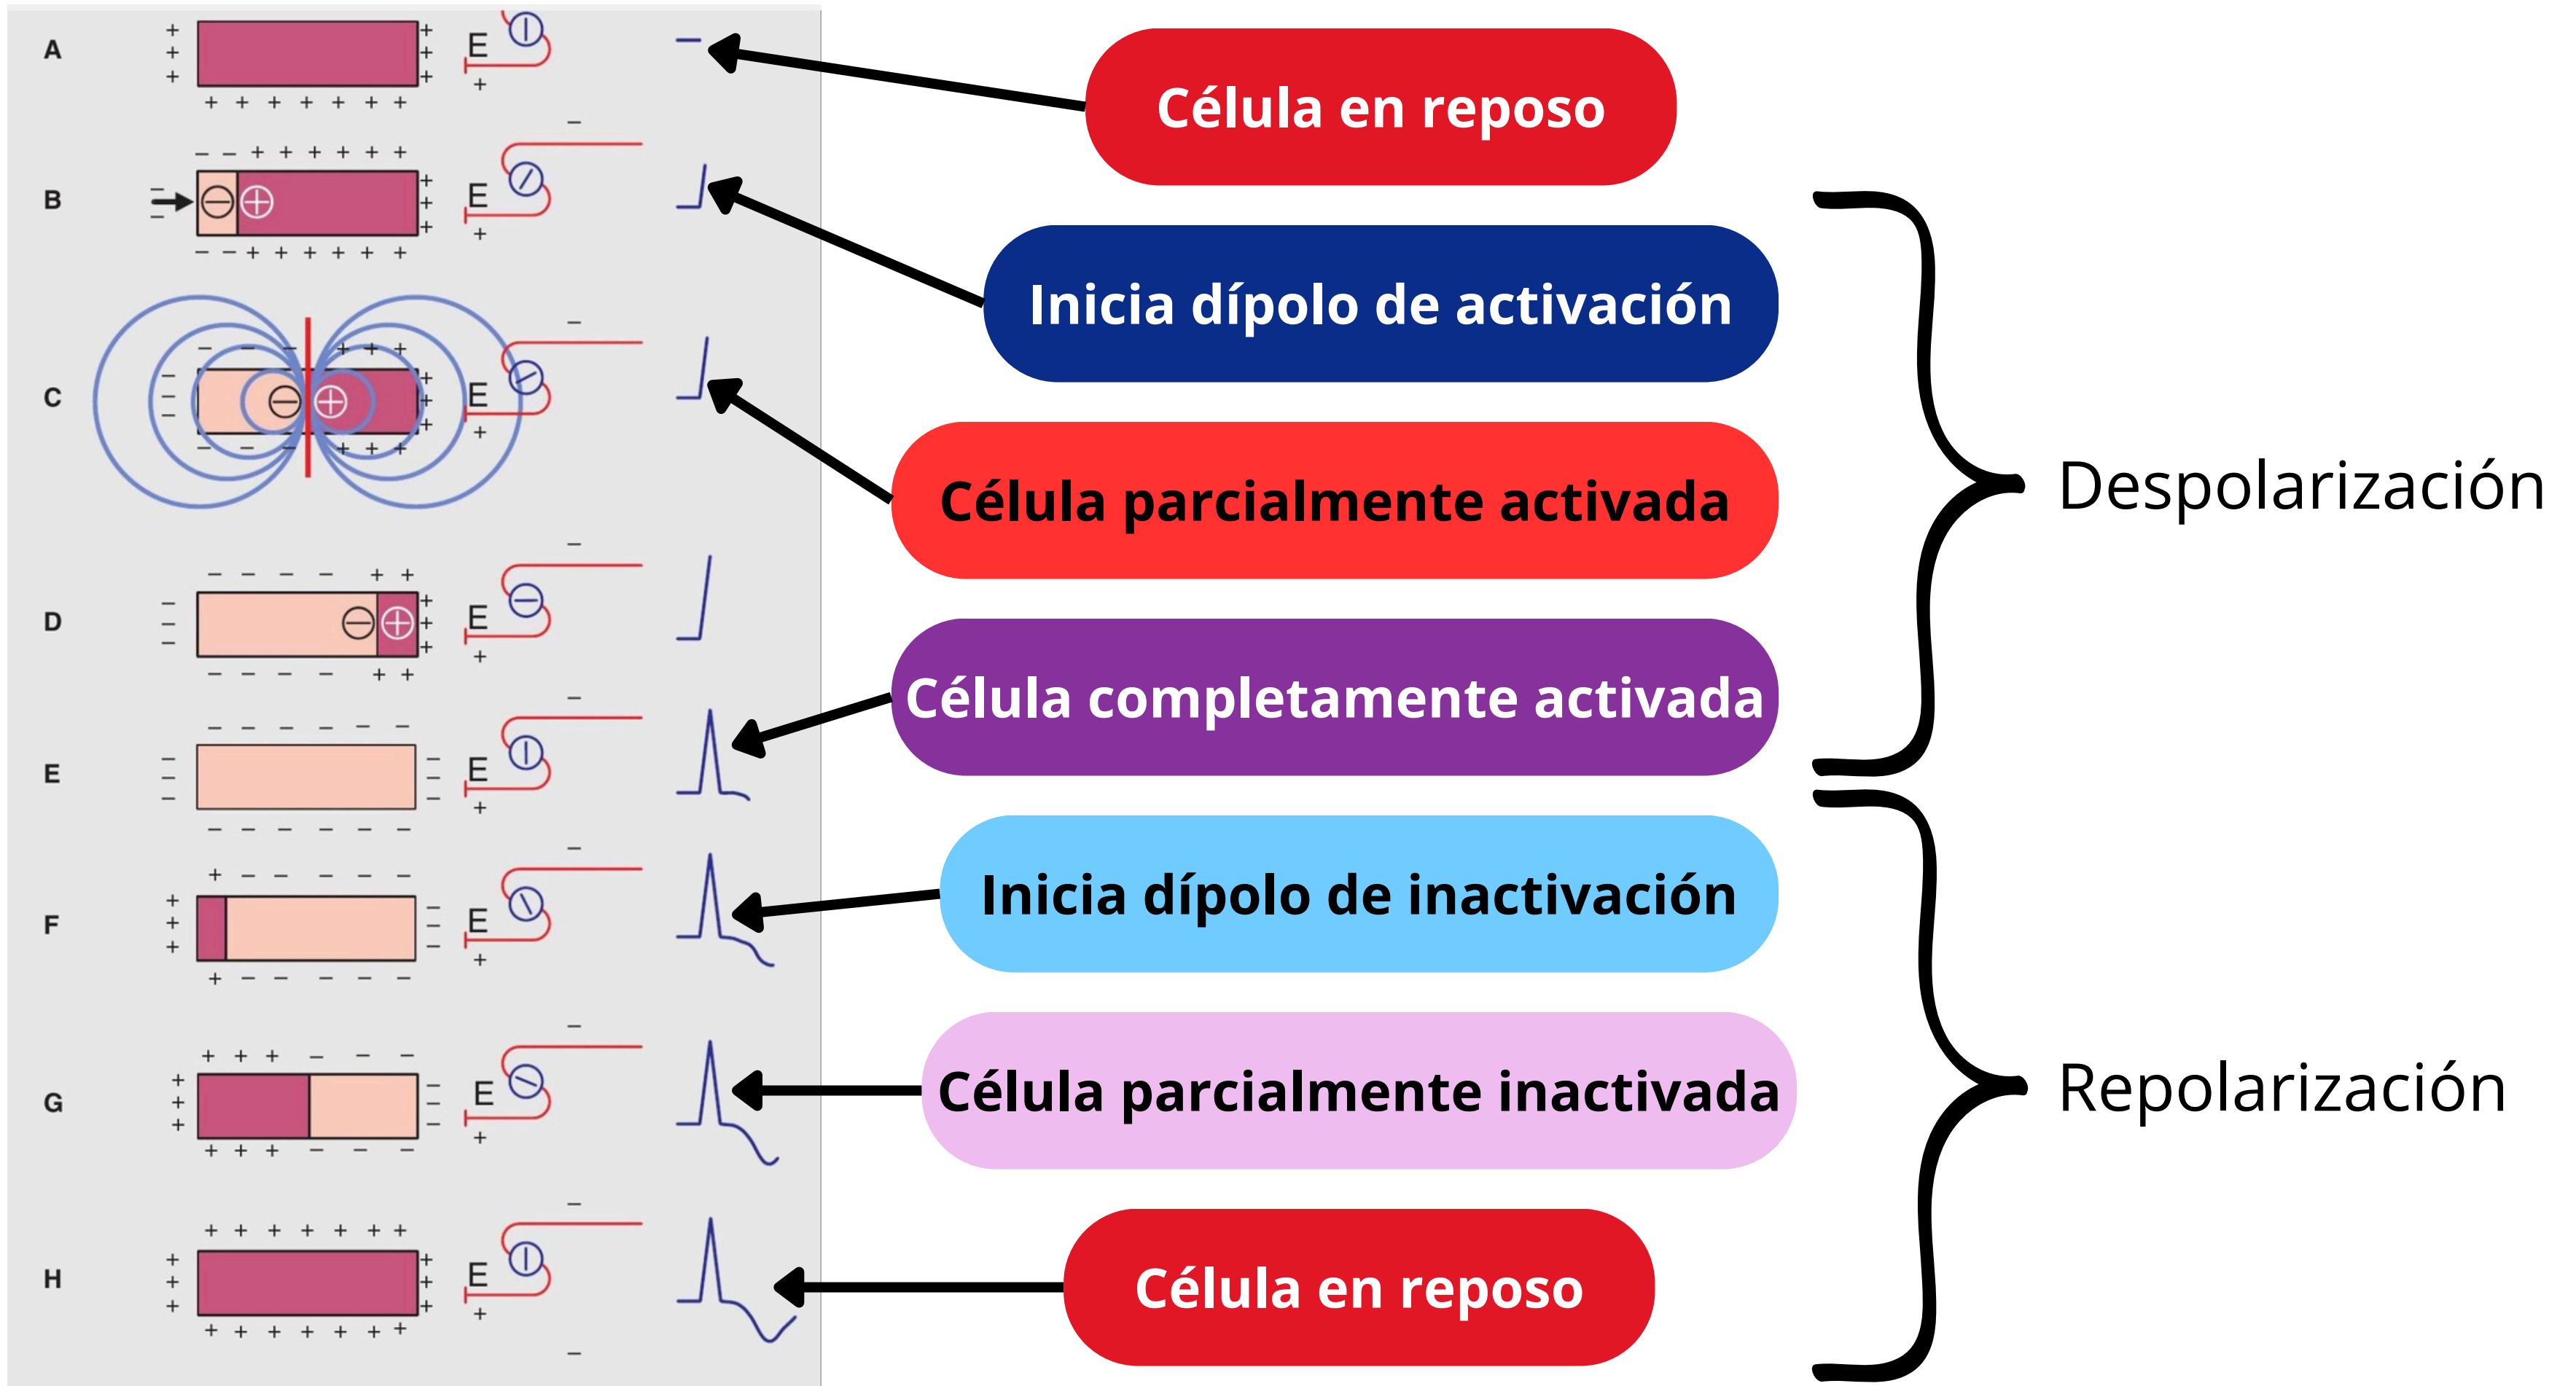 A
+ +
+ E +
+ + +
+ + + + + + + +
−
− − + + + + + +
− +
B − + E +
− +
− − + + + + + + +
−
− − − + + +
− +
C − − + + E
− + +
− − − + + +
−
− − − − + +
− +
D − − + + E
− + +
− − − − + +
−
− − − − − −
− −
E − − E
− − +
− − − − − −
−
+ − − − − −
+ −
F + − E
+ − +
+ − − − − −
−
+ + + − − −
+ −
G + − E
+ − +
+ + + − − −
−
+ + + + + + +
+ +
H + + E
+ + +
+ + + + + + +
−
Célula en reposo
Inicia dípolo de activación
Célula parcialmente activada
Célula completamente activada
Inicia dípolo de inactivación
Célula parcialmente inactivada
Célula en reposo
Despolarización
Repolarización